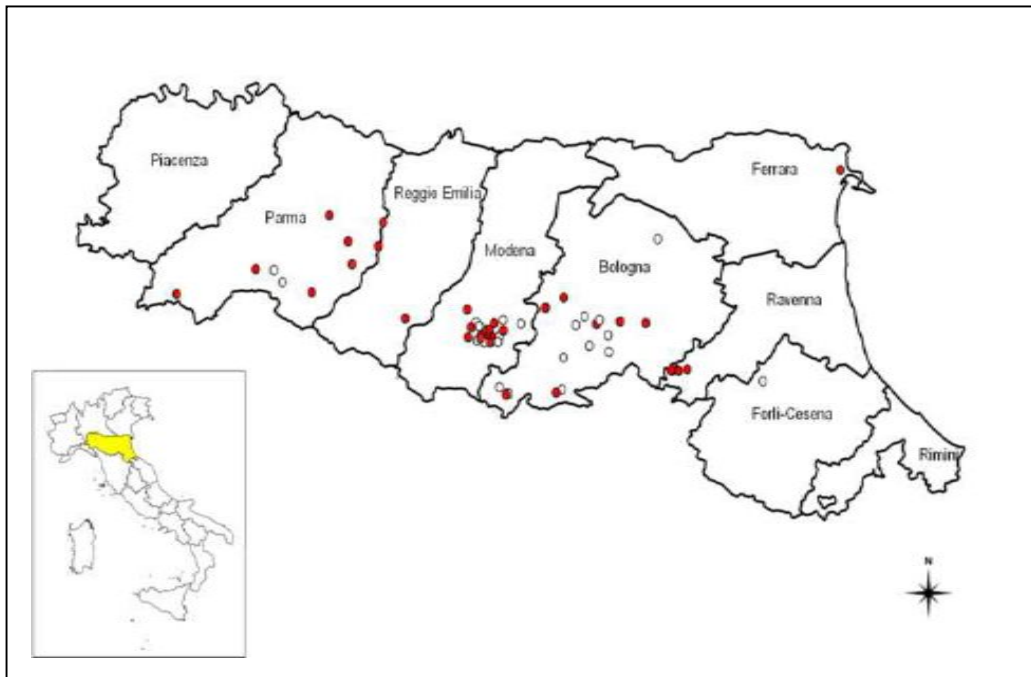 Piacenza
Parma
Reggio Emilia
Modena
Ferrara
Bologna
Ravenna
Forlì-Cesena
Rimini
N